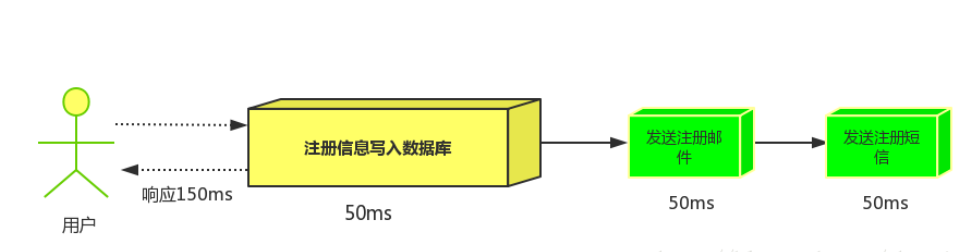 注册信息写入数据库
发送注册邮
件
发送注册短
信
响应150ms
50ms
50ms
50ms
用户